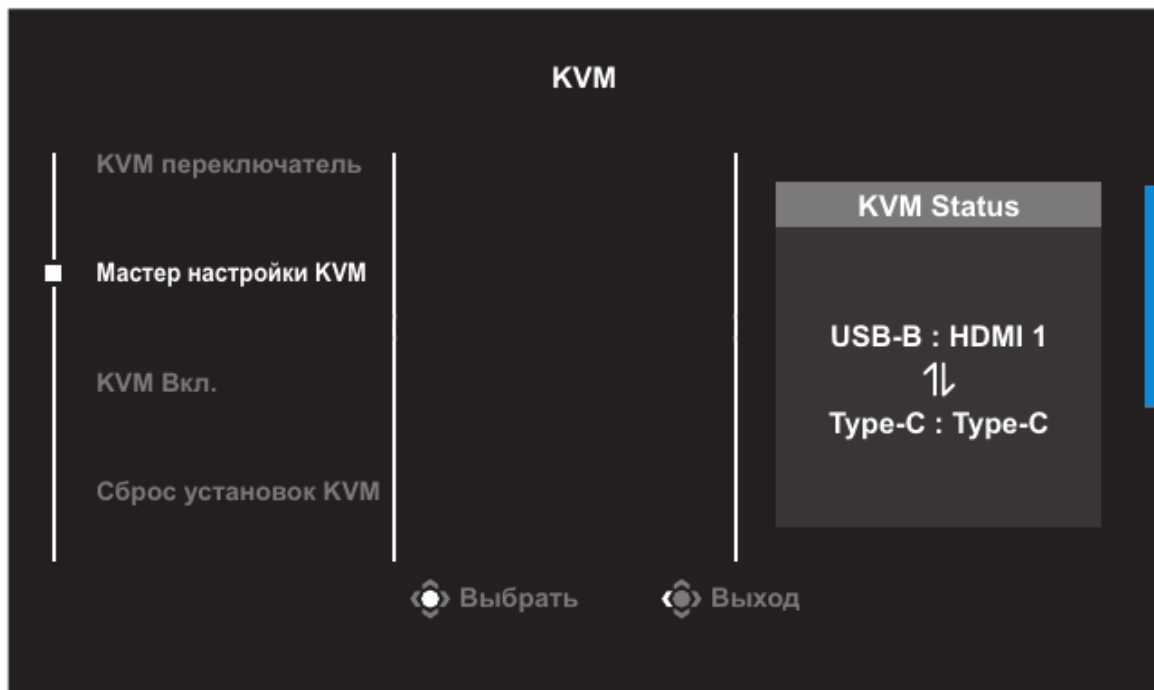 KVM
KVM переключатель
Мастер настройки KVM
KVM Вкл.
Сброс установок KVM
KVM Status
USB-B : HDMI 1
Type-C : Type-C
Выбрать
Выход